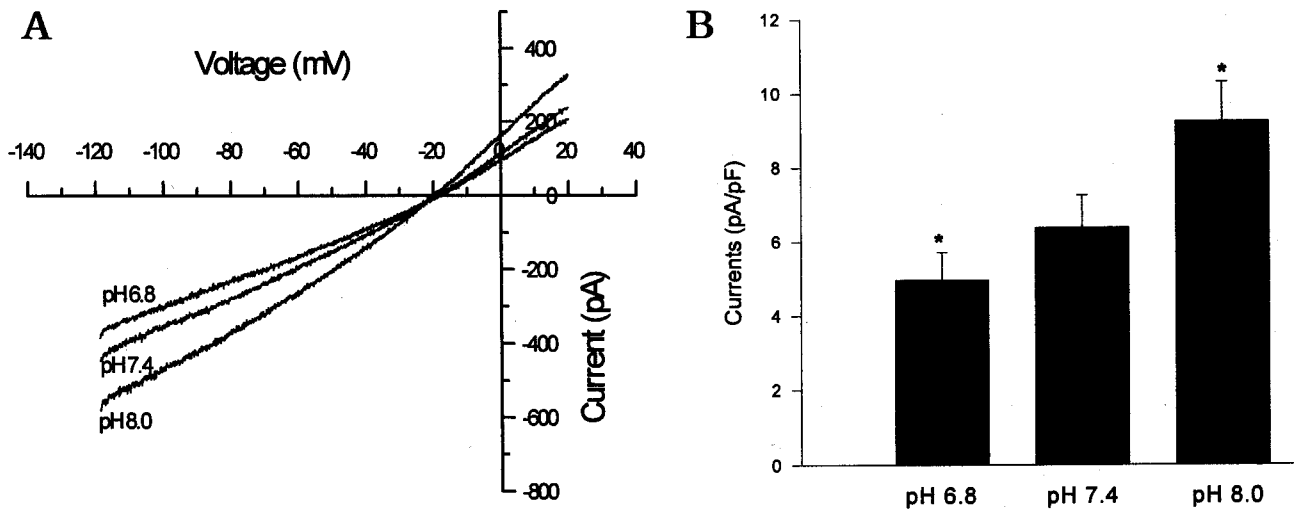 A
Voltage (mV)
400
200
-140 -120 -100 -80 -60 -40 -20 0 20 40
0
-200
-400
-600
-800
pH6.8
pH7.4
pH8.0
Current (pA)
B
12
10
8
6
4
2
0
Currents (pA/pF)
*
*
pH 6.8 pH 7.4 pH 8.0